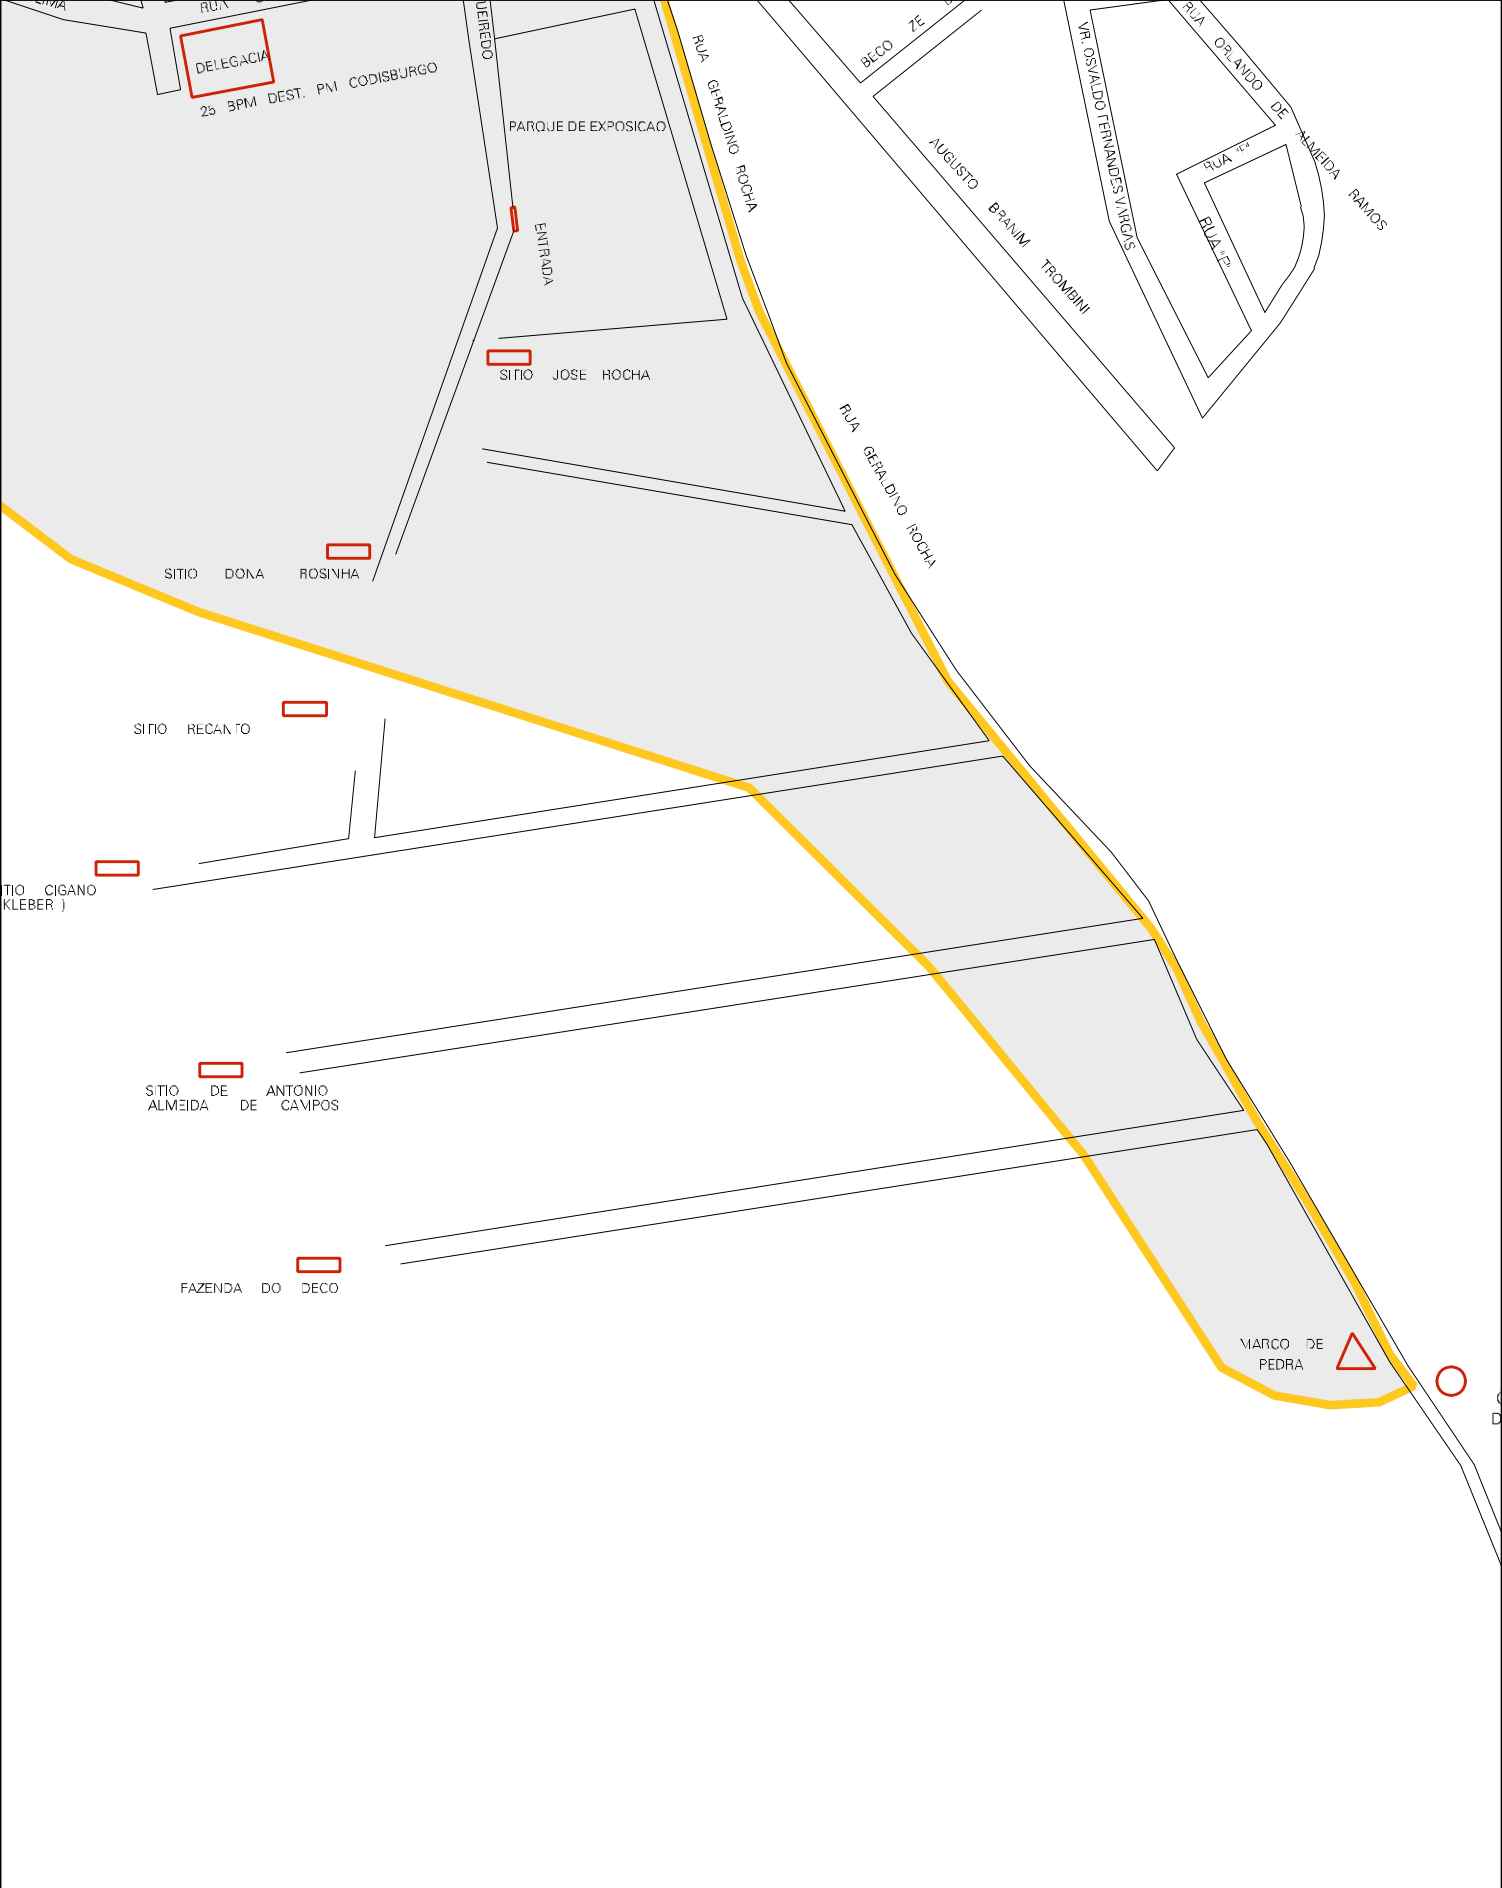 RUA
UEIREDO
DELEGACIA
25 BPM DEST. PM CODISBURGO
PARQUE DE EXPOSICAO
ENTRADA
RUA GERALDINO ROCHA
BECO ZE
AUGUSTO BRANIM TROMBINI
VR. OSVALDO FERNANDES VARGAS
RUA ORLANDO DE ALMEIDA RAMOS
RUA "E"
RUA "F"
SITIO JOSE ROCHA
RUA GERALDINO ROCHA
SITIO DONA ROSINHA
SITIO RECANTO
ITIO CIGANO
KLEBER )
SITIO DE ANTONIO
ALMEIDA DE CAMPOS
FAZENDA DO DECO
MARCO DE
PEDRA